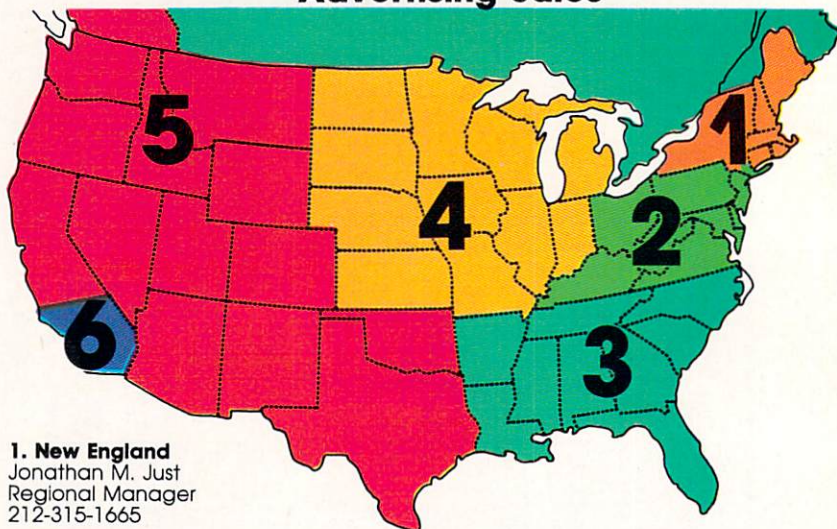 Advertising Sales
5
1
4
2
6
3
1. New England
Jonathan M. Just
Regional Manager
212-315-1665